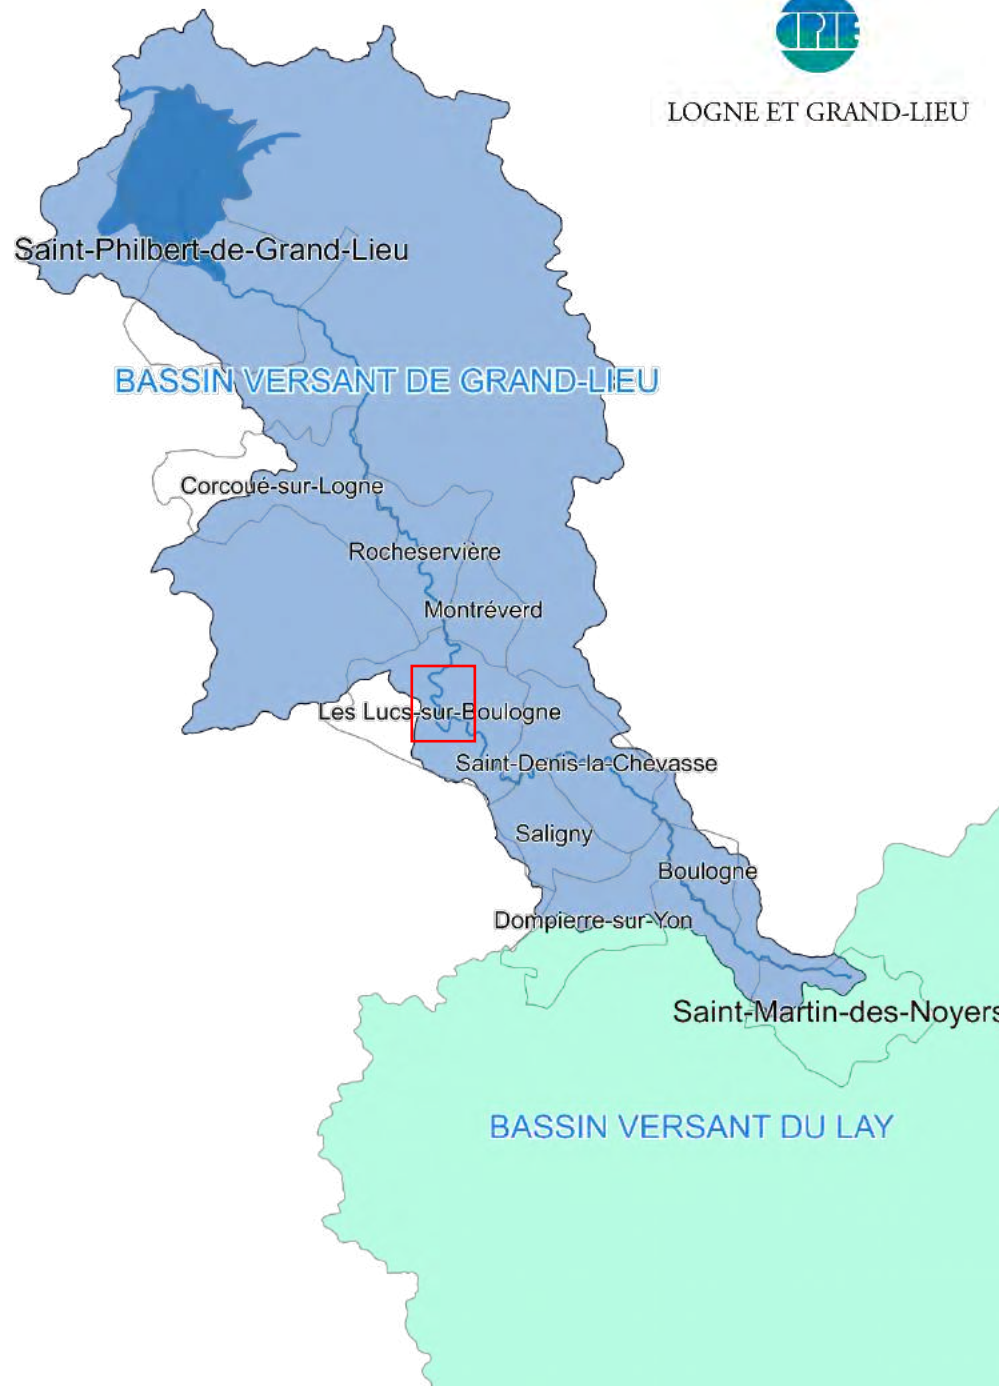 CPIE
LOGNE ET GRAND-LIEU
Saint-Philbert-de-Grand-Lieu
BASSIN VERSANT DE GRAND-LIEU
Corcoué-sur-Logne
Rocheservière
Montréverd
Les Lucs-sur-Boulogne
Saint-Denis-la-Chevasse
Saligny
Boulogne
Dompierre-sur-Yon
Saint-Martin-des-Noyers
BASSIN VERSANT DU LAY